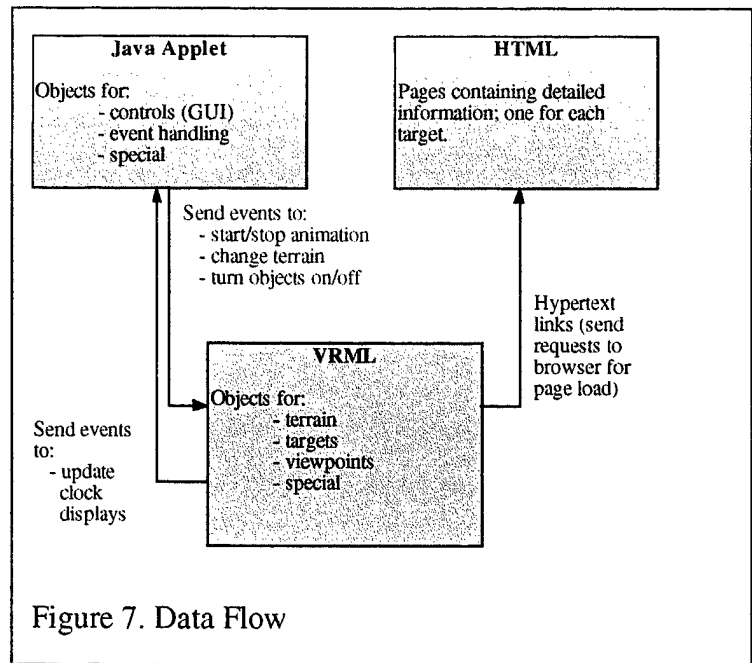 Java Applet
Objects for:
- controls (GUI)
- event handling
- special
HTML
Pages containing detailed
information; one for each
target.
Send events to:
- start/stop animation
- change terrain
- turn objects on/off
Hypertext
links (send
requests to
browser for
page load)
VRML
Objects for:
- terrain
- targets
- viewpoints
- special
Send events
to:
- update
clock
displays
Figure 7. Data Flow